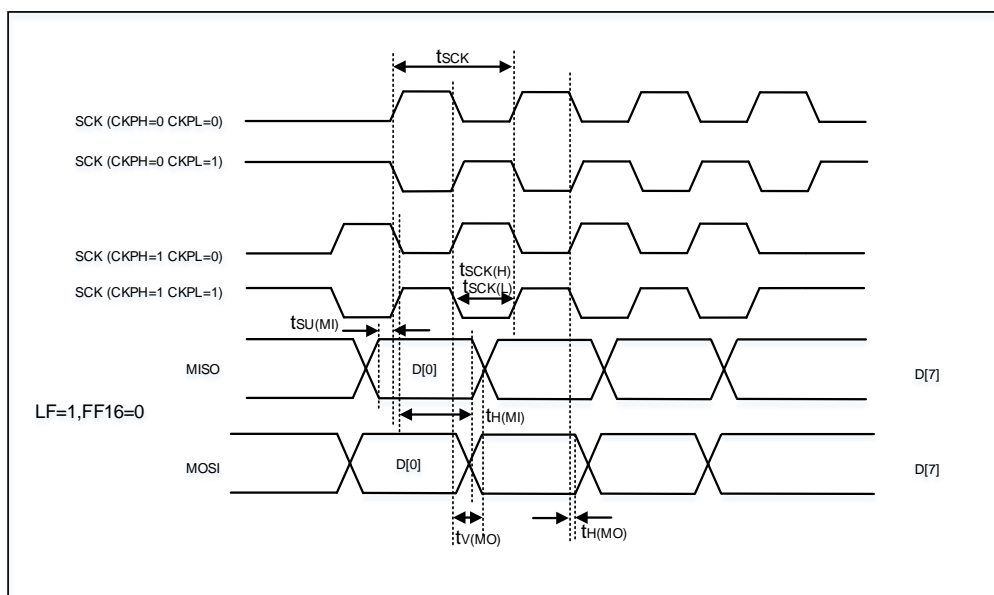 tSCK
SCK (CKPH=0 CKPL=0)
SCK (CKPH=0 CKPL=1)
SCK (CKPH=1 CKPL=0)
tSCK(H)
tSCK(L)
SCK (CKPH=1 CKPL=1)
tSU(MI)
MISO
D[0]
D[7]
LF=1,FF16=0
tH(MI)
MOSI
D[0]
D[7]
tV(MO)
tH(MO)